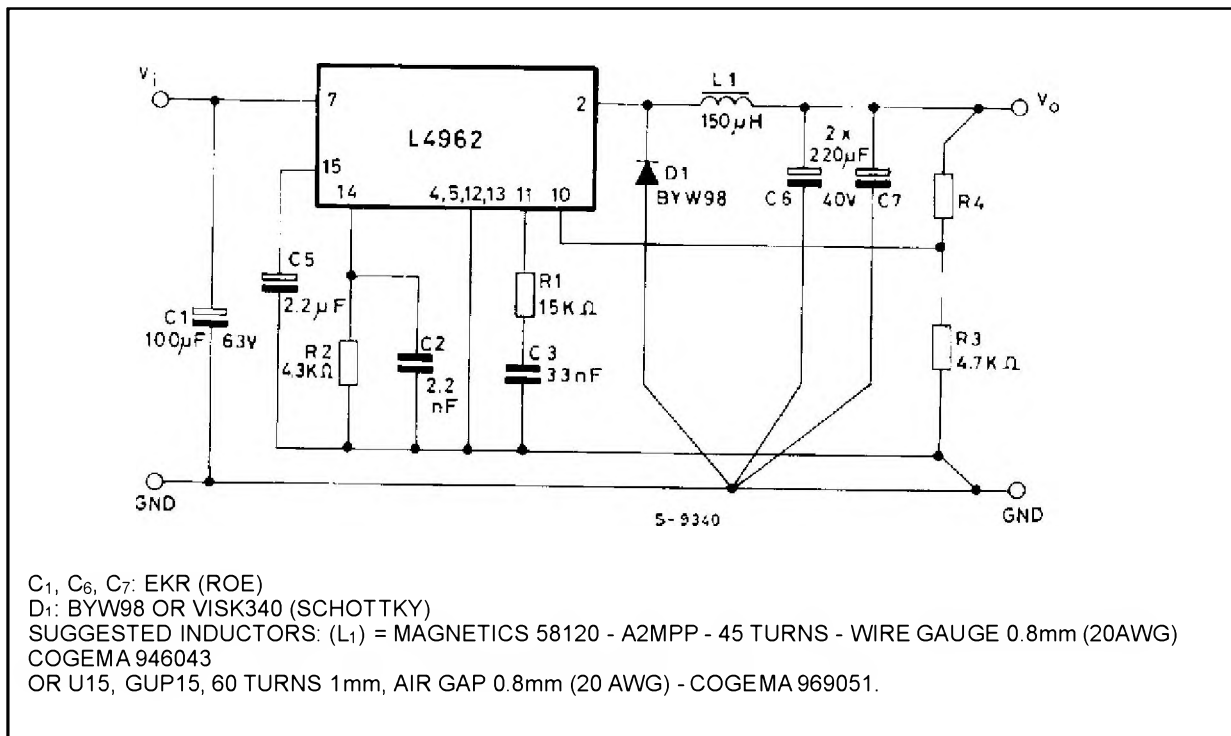 Vi
7
L4962
2
L1
150µH
Vo
15
14
4,5,12,13
11
10
D1
BYW98
2 x
220µF
C6
40V
C7
R4
C5
2.2µF
R1
15KΩ
C1
100µF
63V
R2
4.3KΩ
C2
2.2
nF
C3
33nF
R3
4.7KΩ
GND
S-9340
GND
C1, C6, C7: EKR (ROE)
D1: BYW98 OR VISK340 (SCHOTTKY)
SUGGESTED INDUCTORS: (L1) = MAGNETICS 58120 - A2MPP - 45 TURNS - WIRE GAUGE 0.8mm (20AWG)
COGEMA 946043
OR U15, GUP15, 60 TURNS 1mm, AIR GAP 0.8mm (20 AWG) - COGEMA 969051.